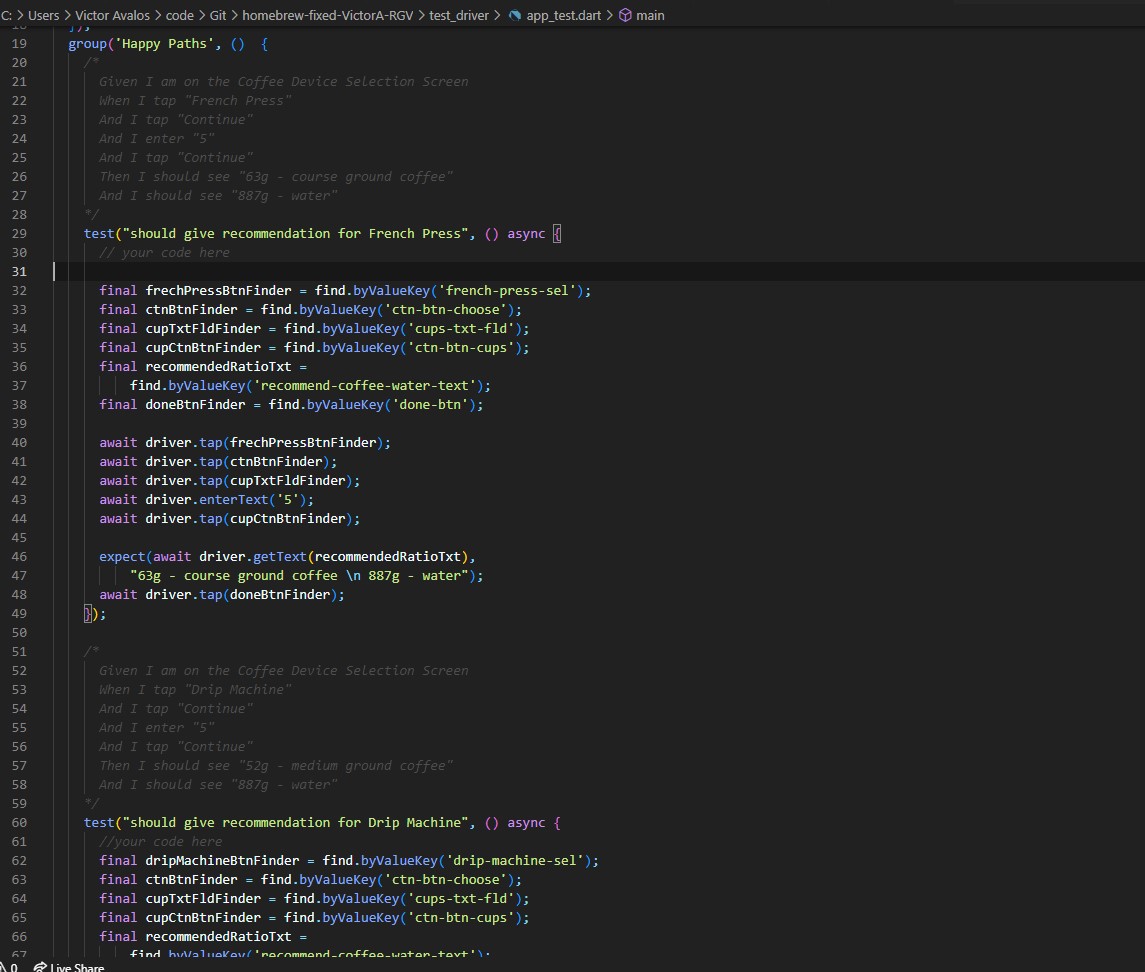 C: > Users > Victor Avalos > code > Git > homebrew-fixed-VictorA-RGV > test_driver > app_test.dart > main
18 });
19 group('Happy Paths', () {
20 /*
21 Given I am on the Coffee Device Selection Screen
22 When I tap "French Press"
23 And I tap "Continue"
24 And I enter "5"
25 And I tap "Continue"
26 Then I should see "63g - course ground coffee"
27 And I should see "887g - water"
28 */
29 test("should give recommendation for French Press", () async {
30 // your code here
31
32 final frechPressBtnFinder = find.byValueKey('french-press-sel');
33 final ctnBtnFinder = find.byValueKey('ctn-btn-choose');
34 final cupTxtFldFinder = find.byValueKey('cups-txt-fld');
35 final cupCtnBtnFinder = find.byValueKey('ctn-btn-cups');
36 final recommendedRatioTxt =
37 find.byValueKey('recommend-coffee-water-text');
38 final doneBtnFinder = find.byValueKey('done-btn');
39
40 await driver.tap(frechPressBtnFinder);
41 await driver.tap(ctnBtnFinder);
42 await driver.tap(cupTxtFldFinder);
43 await driver.enterText('5');
44 await driver.tap(cupCtnBtnFinder);
45
46 expect(await driver.getText(recommendedRatioTxt),
47 "63g - course ground coffee \n 887g - water");
48 await driver.tap(doneBtnFinder);
49 });
50
51 /*
52 Given I am on the Coffee Device Selection Screen
53 When I tap "Drip Machine"
54 And I tap "Continue"
55 And I enter "5"
56 And I tap "Continue"
57 Then I should see "52g - medium ground coffee"
58 And I should see "887g - water"
59 */
60 test("should give recommendation for Drip Machine", () async {
61 //your code here
62 final dripMachineBtnFinder = find.byValueKey('drip-machine-sel');
63 final ctnBtnFinder = find.byValueKey('ctn-btn-choose');
64 final cupTxtFldFinder = find.byValueKey('cups-txt-fld');
65 final cupCtnBtnFinder = find.byValueKey('ctn-btn-cups');
66 final recommendedRatioTxt =
67 find.byValueKey('recommend-coffee-water-text');
0 Live Share